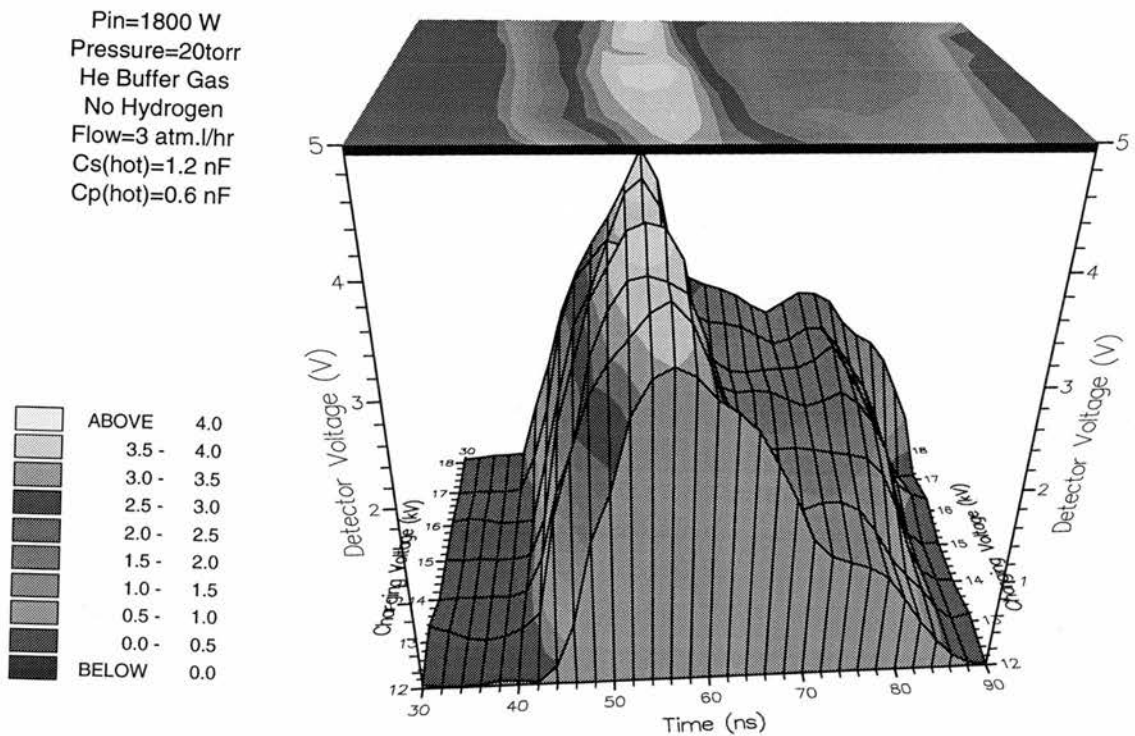 Pin=1800 W
Pressure=20torr
He Buffer Gas
No Hydrogen
Flow=3 atm.l/hr
Cs(hot)=1.2 nF
Cp(hot)=0.6 nF
5
4
3
2
Detector Voltage (V)
5
4
3
2
1
Detector Voltage (V)
30
18
17
16
15
14
13
12
Charging Voltage (kV)
18
17
16
15
14
13
12
Charging Voltage (kV)
30 40 50 60 70 80 90
Time (ns)
ABOVE 4.0
3.5 - 4.0
3.0 - 3.5
2.5 - 3.0
2.0 - 2.5
1.5 - 2.0
1.0 - 1.5
0.5 - 1.0
0.0 - 0.5
BELOW 0.0